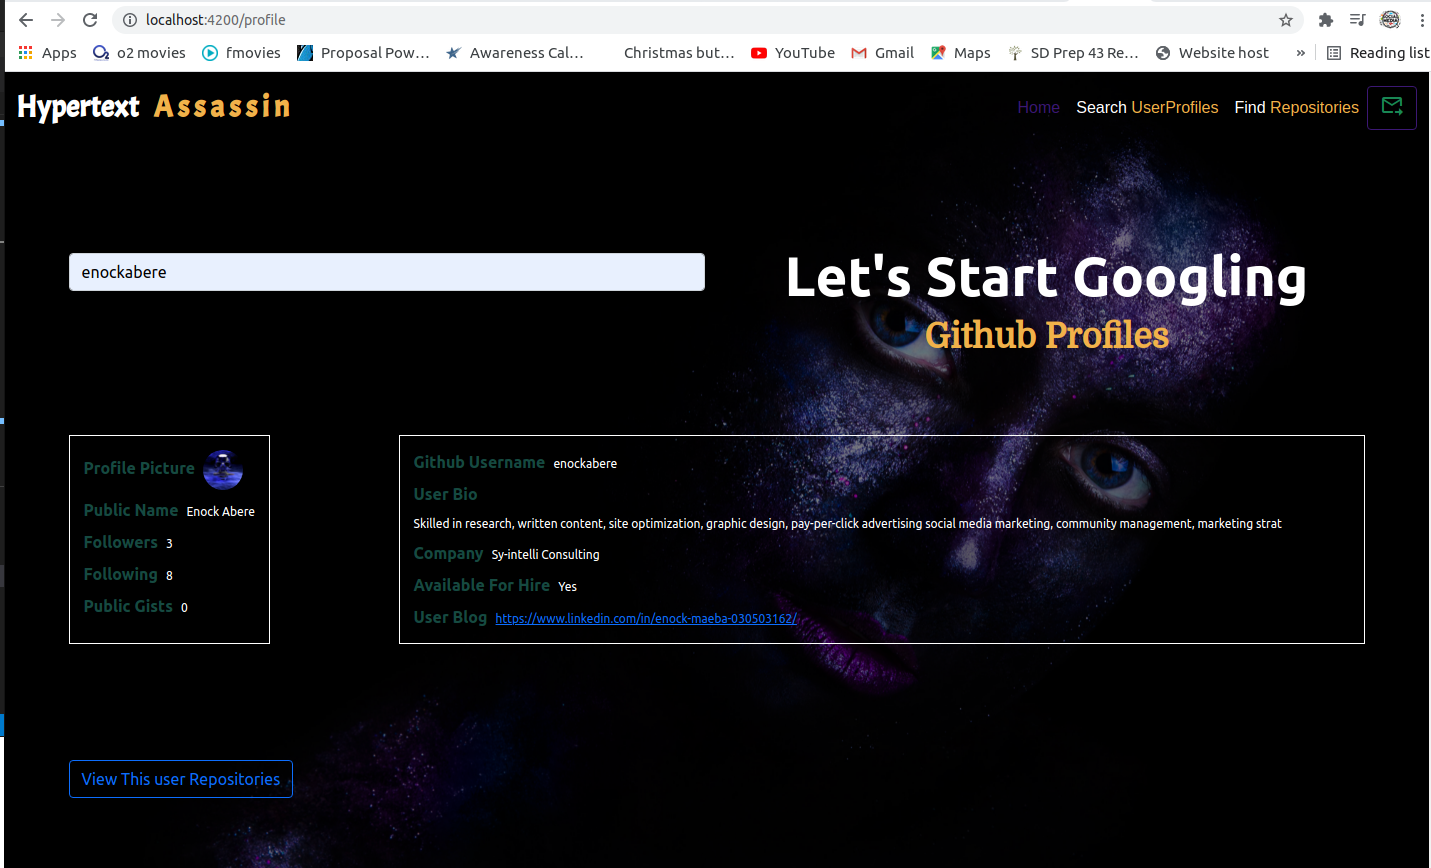 localhost:4200/profile
Apps o2 movies fmovies Proposal Pow... Awareness Cal... Christmas but... YouTube Gmail Maps SD Prep 43 Re... Website host » Reading list
Hypertext Assassin Home Search UserProfiles Find Repositories
enockabere
Let's Start Googling
Github Profiles
Profile Picture
Public Name Enock Abere
Followers 3
Following 8
Public Gists 0
Github Username enockabere
User Bio
Skilled in research, written content, site optimization, graphic design, pay-per-click advertising social media marketing, community management, marketing strat
Company Sy-intelli Consulting
Available For Hire Yes
User Blog https://www.linkedin.com/in/enock-maeba-030503162/
View This user Repositories